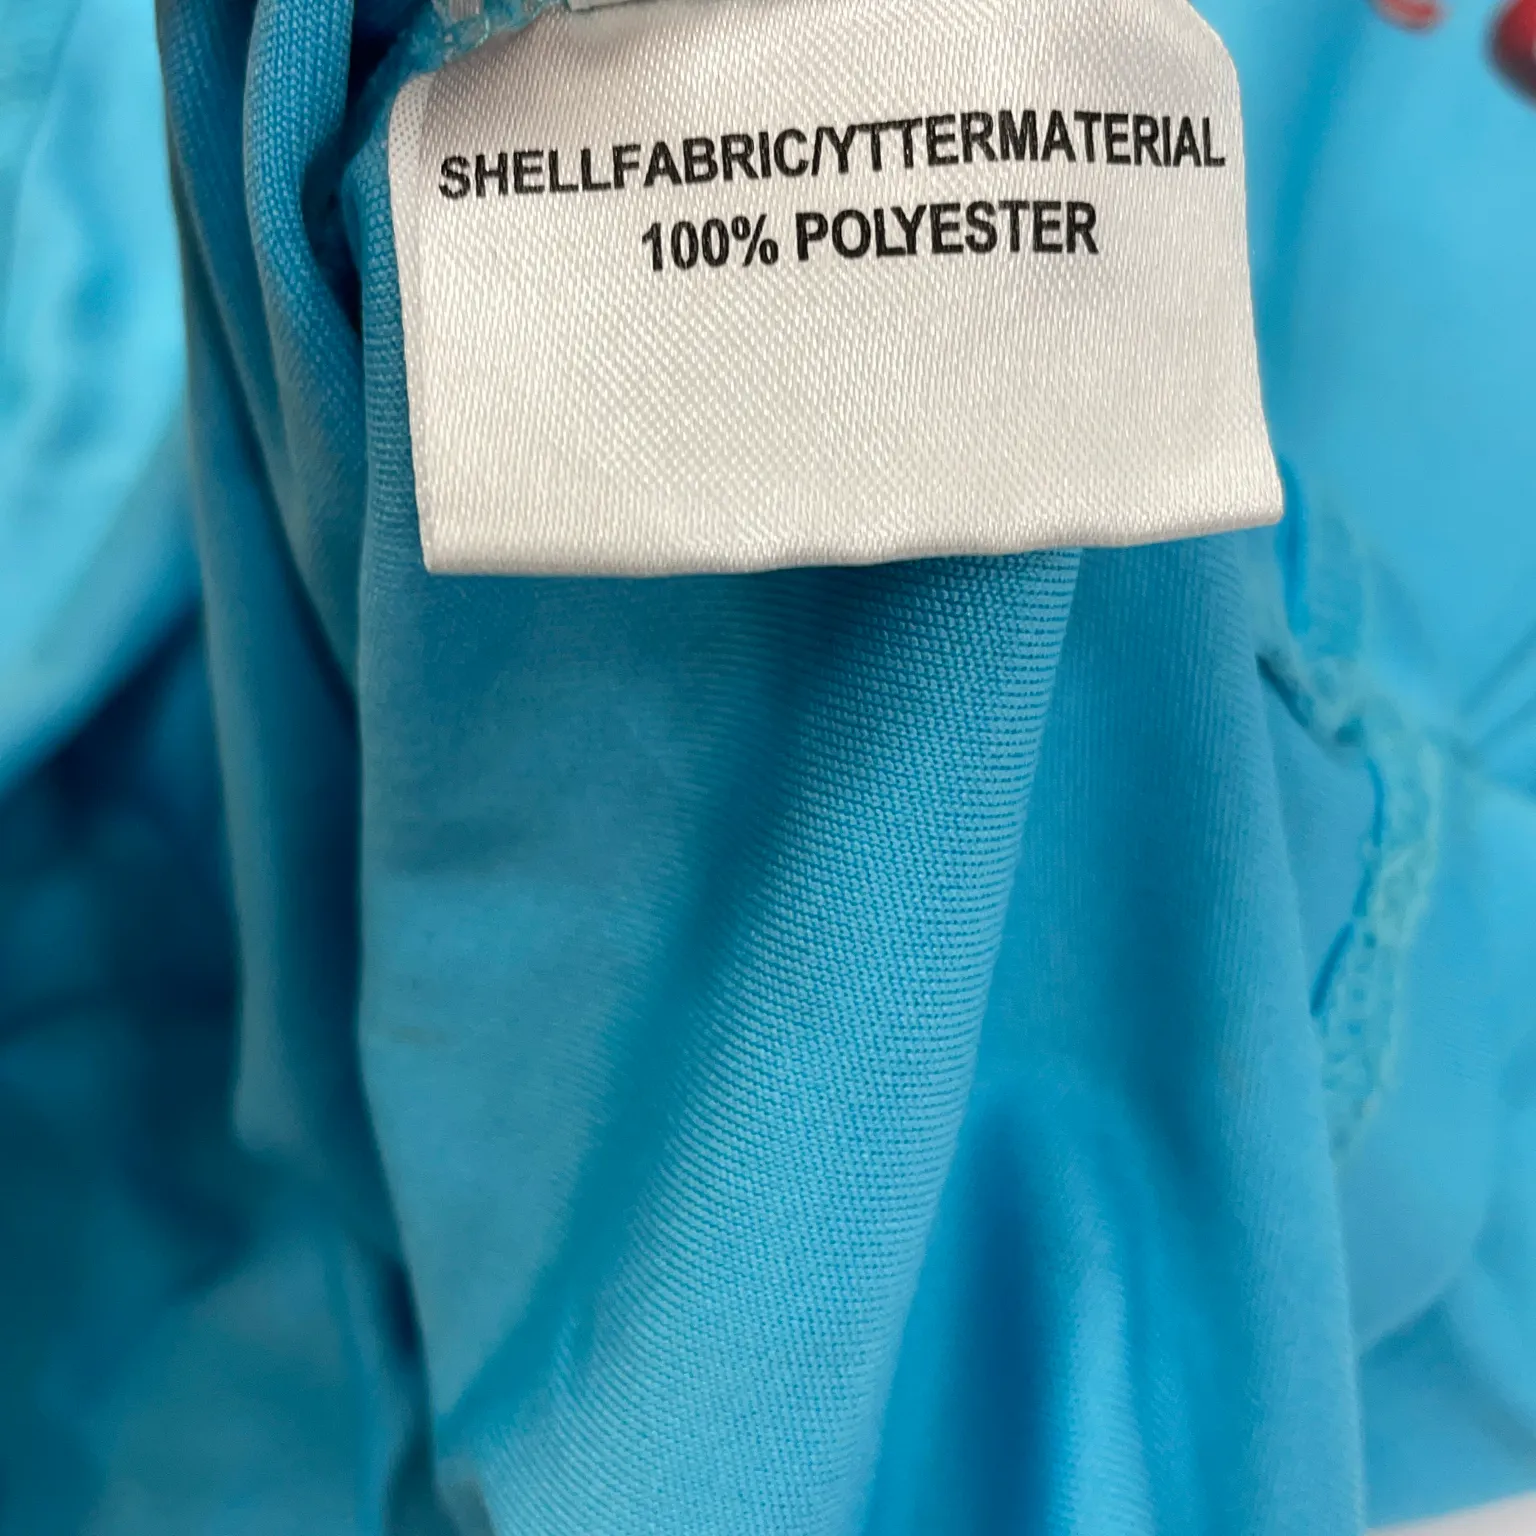 SHELLFABRIC/YTTERMATERIAL
100% POLYESTER